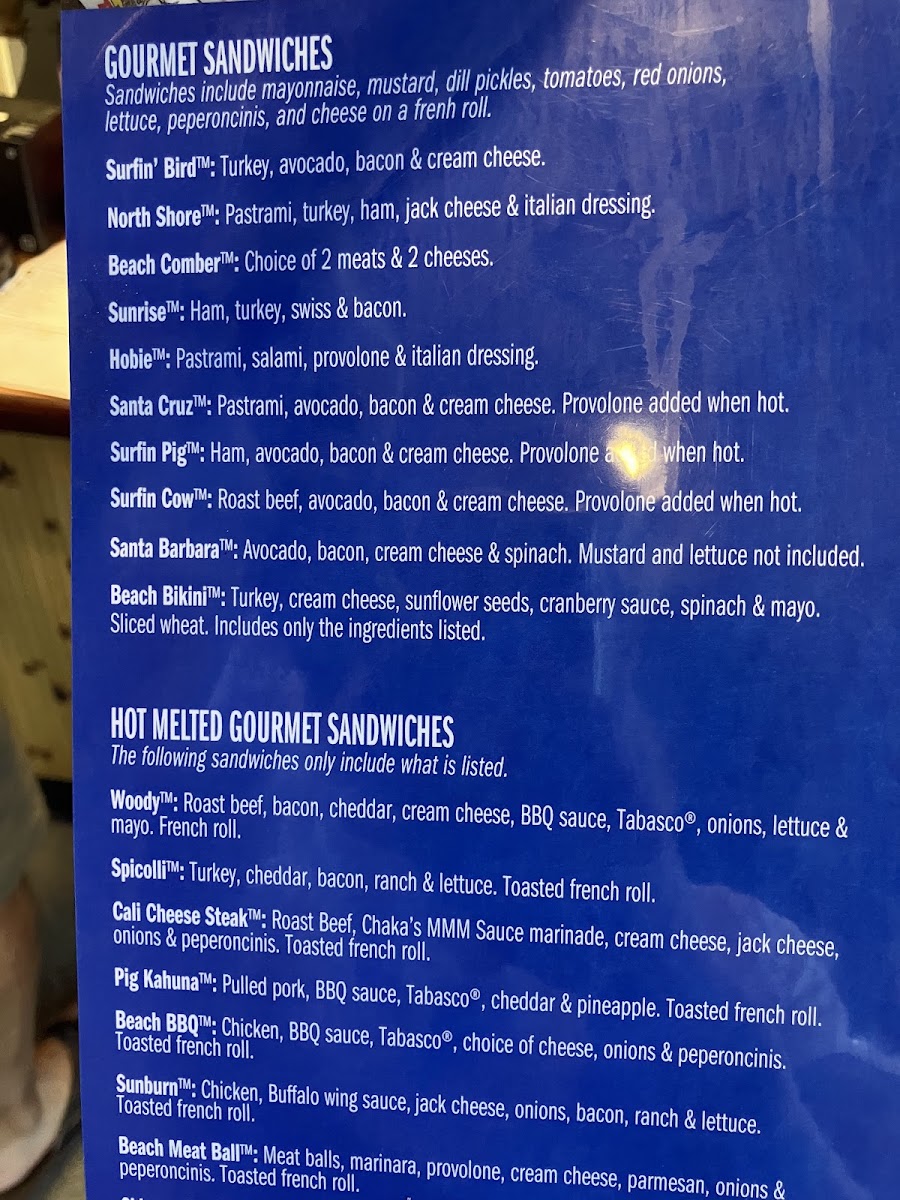 GOURMET SANDWICHES
Sandwiches include mayonnaise, mustard, dill pickles, tomatoes, red onions,
lettuce, peperoncinis, and cheese on a frenh roll.
Surfin' Bird™: Turkey, avocado, bacon & cream cheese.
North Shore™: Pastrami, turkey, ham, jack cheese & italian dressing.
Beach Comber™: Choice of 2 meats & 2 cheeses.
Sunrise™: Ham, turkey, swiss & bacon.
Hobie™: Pastrami, salami, provolone & italian dressing.
Santa Cruz™: Pastrami, avocado, bacon & cream cheese. Provolone added when hot.
Surfin Pig™: Ham, avocado, bacon & cream cheese. Provolone added when hot.
Surfin Cow™: Roast beef, avocado, bacon & cream cheese. Provolone added when hot.
Santa Barbara™: Avocado, bacon, cream cheese & spinach. Mustard and lettuce not included.
Beach Bikini™: Turkey, cream cheese, sunflower seeds, cranberry sauce, spinach & mayo.
Sliced wheat. Includes only the ingredients listed.
HOT MELTED GOURMET SANDWICHES
The following sandwiches only include what is listed.
Woody™: Roast beef, bacon, cheddar, cream cheese, BBQ sauce, Tabasco®, onions, lettuce &
mayo. French roll.
Spicolli™: Turkey, cheddar, bacon, ranch & lettuce. Toasted french roll.
Cali Cheese Steak™: Roast Beef, Chaka's MMM Sauce marinade, cream cheese, jack cheese,
onions & peperoncinis. Toasted french roll.
Pig Kahuna™: Pulled pork, BBQ sauce, Tabasco®, cheddar & pineapple. Toasted french roll.
Beach BBQ™: Chicken, BBQ sauce, Tabasco®, choice of cheese, onions & peperoncinis.
Toasted french roll.
Sunburn™: Chicken, Buffalo wing sauce, jack cheese, onions, bacon, ranch & lettuce.
Toasted french roll.
Beach Meat Ball™: Meat balls, marinara, provolone, cream cheese, parmesan, onions &
peperoncinis. Toasted french roll.